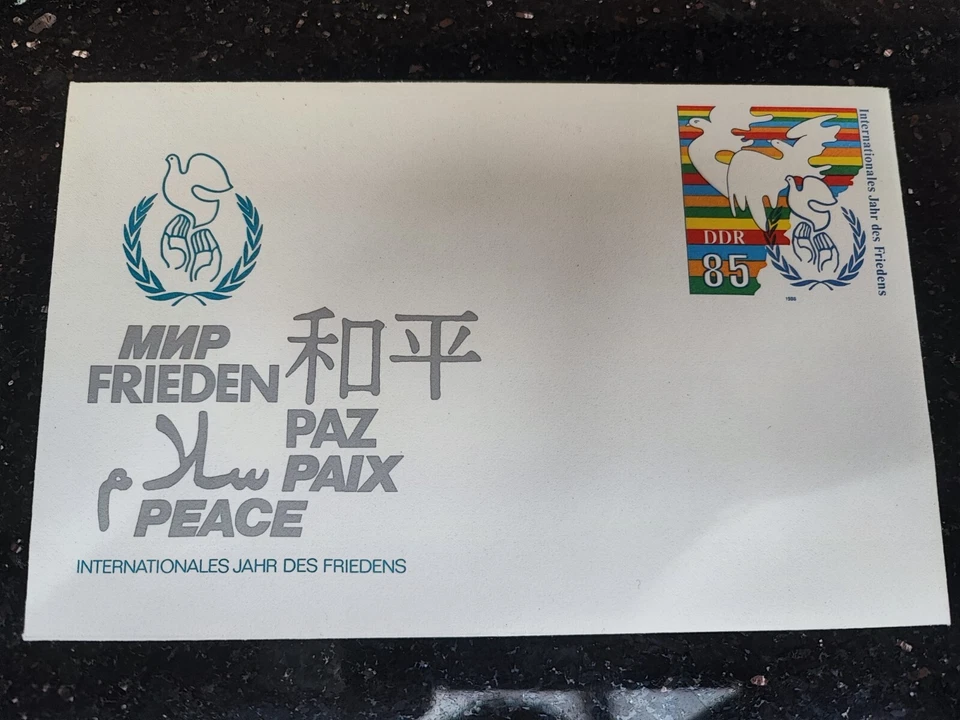 МИР
FRIEDEN
和平
PAZ
سلام
PAIX
PEACE
INTERNATIONALES JAHR DES FRIEDENS
DDR
85
Internationales Jahr des Friedens
1986